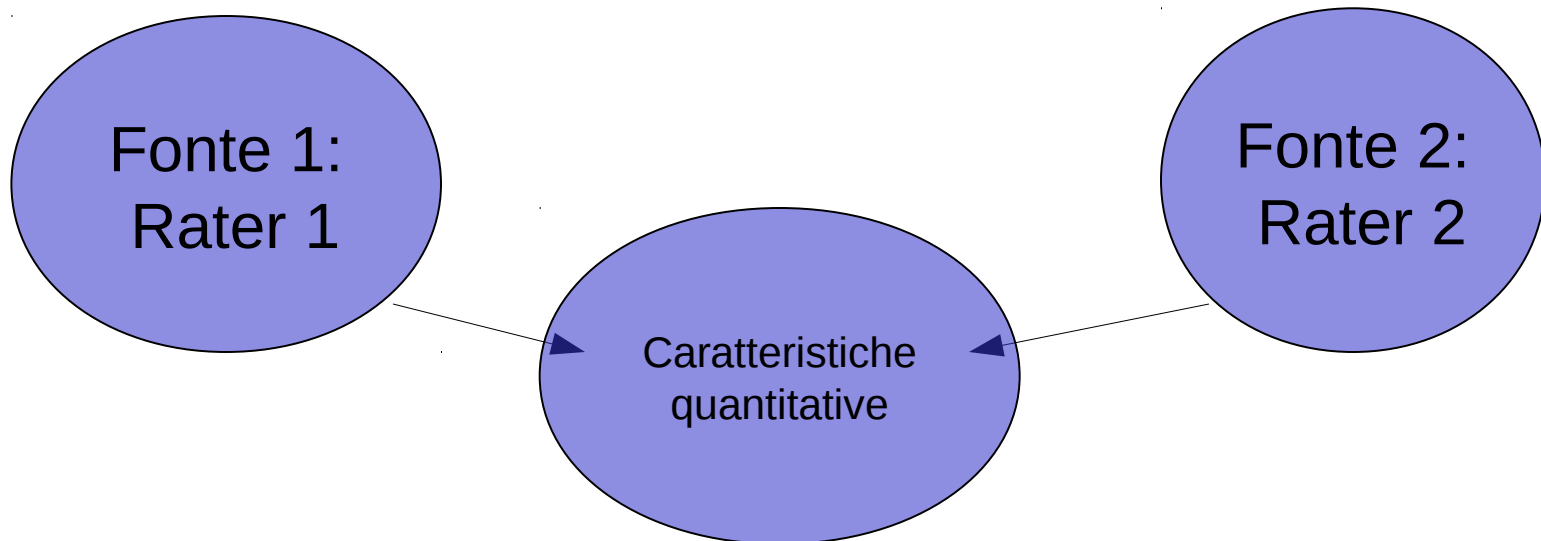 Fonte 1:
Rater 1
Fonte 2:
Rater 2
Caratteristiche
quantitative